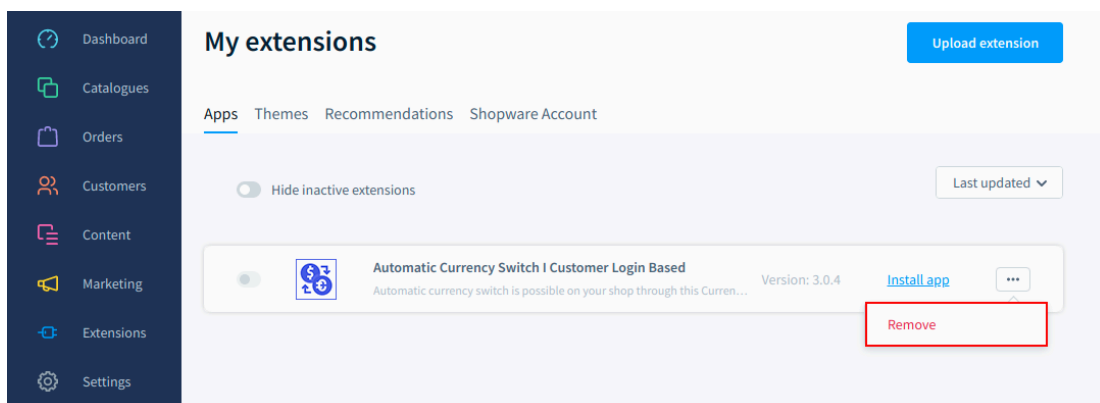 Dashboard
Catalogues
Orders
Customers
Content
Marketing
Extensions
Settings
My extensions
Upload extension
Apps Themes Recommendations Shopware Account
Hide inactive extensions
Last updated
Automatic Currency Switch I Customer Login Based
Automatic currency switch is possible on your shop through this Curren...
Version: 3.0.4
Install app
Remove